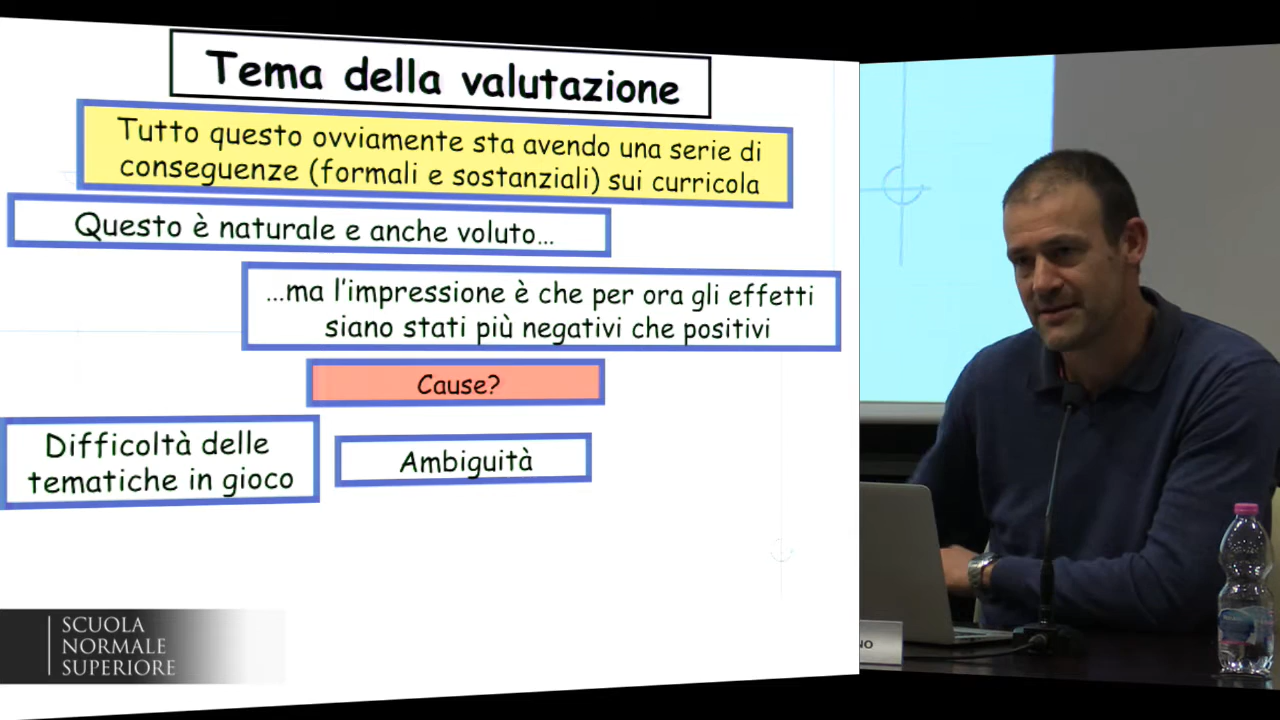 Tema della valutazione
Tutto questo ovviamente sta avendo una serie di
conseguenze (formali e sostanziali) sui curricola
Questo è naturale e anche voluto...
...ma l'impressione è che per ora gli effetti
siano stati più negativi che positivi
Cause?
Difficoltà delle
tematiche in gioco
Ambiguità
SCUOLA
NORMALE
SUPERIORE
NO